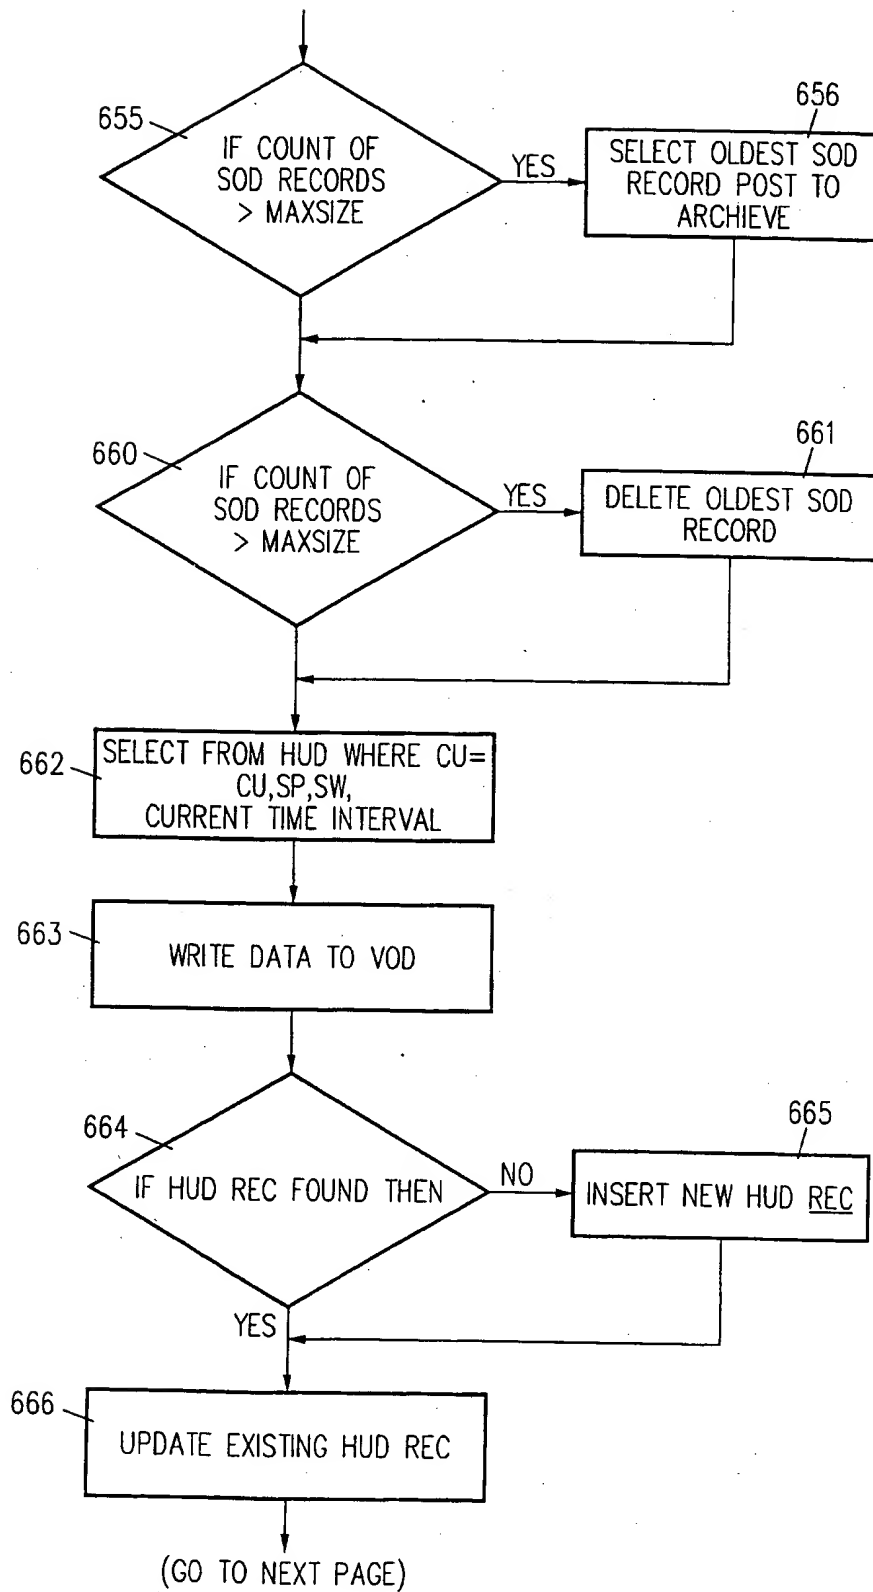 655
IF COUNT OF
SOD RECORDS
> MAXSIZE
YES
656
SELECT OLDEST SOD
RECORD POST TO
ARCHIEVE
660
IF COUNT OF
SOD RECORDS
> MAXSIZE
YES
661
DELETE OLDEST SOD
RECORD
662
SELECT FROM HUD WHERE CU=
CU,SP,SW,
CURRENT TIME INTERVAL
663
WRITE DATA TO VOD
664
IF HUD REC FOUND THEN
NO
665
INSERT NEW HUD REC
YES
666
UPDATE EXISTING HUD REC
(GO TO NEXT PAGE)